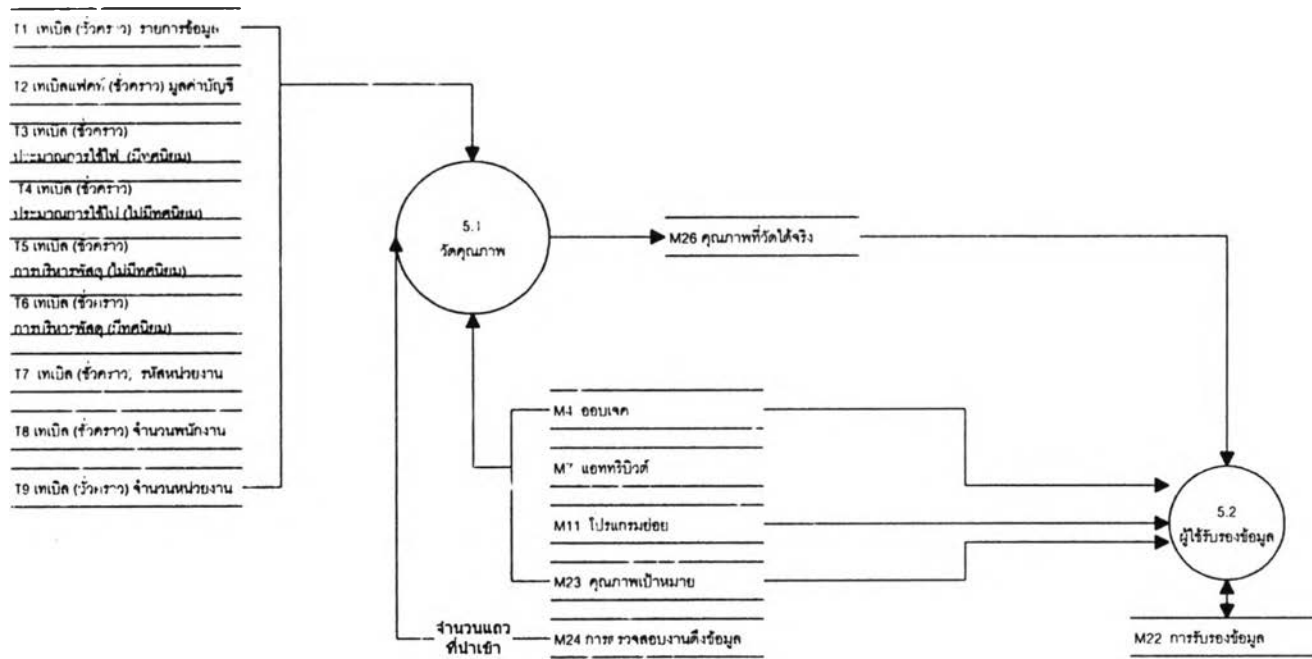 T1 เทเบิล (ชั่วคราว) รายการข้อมูล
T2 เทเบิลแฟคท์ (ชั่วคราว) มูลค่าบัญชี
T3 เทเบิล (ชั่วคราว)
ประมาณการใช้ไฟ (มีทศนิยม)
T4 เทเบิล (ชั่วคราว)
ประมาณการใช้ไฟ (ไม่มีทศนิยม)
T5 เทเบิล (ชั่วคราว)
การบริหารพัสดุ (ไม่มีทศนิยม)
T6 เทเบิล (ชั่วคราว)
การบริหารพัสดุ (มีทศนิยม)
T7 เทเบิล (ชั่วคราว) รหัสหน่วยงาน
T8 เทเบิล (ชั่วคราว) จำนวนพนักงาน
T9 เทเบิล (ชั่วคราว) จำนวนหน่วยงาน
5.1
วัดคุณภาพ
M26 คุณภาพที่วัดได้จริง
M4 ออบเจค
M7 แอททริบิวต์
M11 โปรแกรมย่อย
M23 คุณภาพเป้าหมาย
จำนวนแถว
ที่นำเข้า
M24 การตรวจสอบงานดึงข้อมูล
5.2
ผู้ใช้รับรองข้อมูล
M22 การรับรองข้อมูล